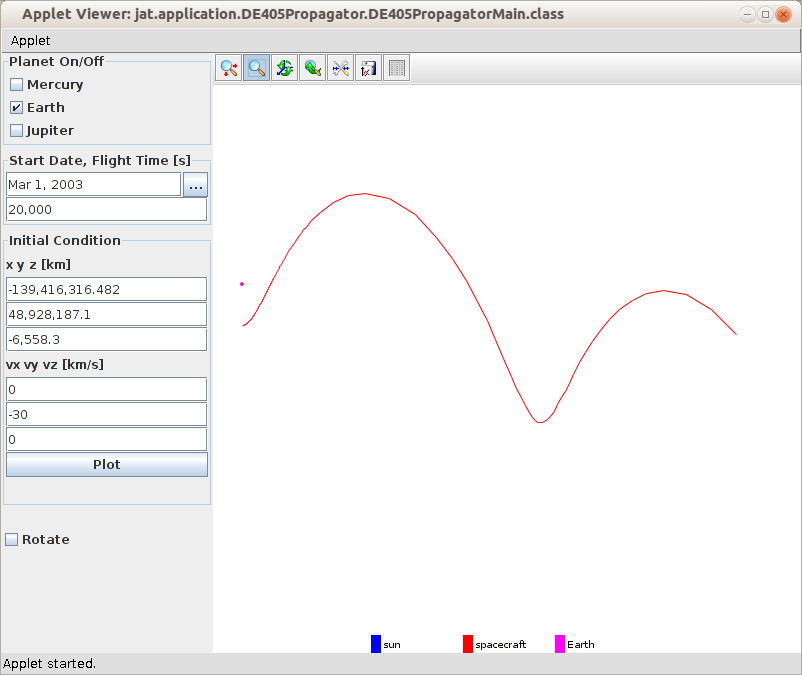 Applet Viewer: jat.application.DE405Propagator.DE405PropagatorMain.class
Applet
Planet On/Off
Mercury
Earth
Jupiter
Start Date, Flight Time [s]
Mar 1, 2003
...
20,000
Initial Condition
x y z [km]
-139,416,316.482
48,928,187.1
-6,558.3
vx vy vz [km/s]
0
-30
0
Plot
Rotate
sun spacecraft Earth
Applet started.